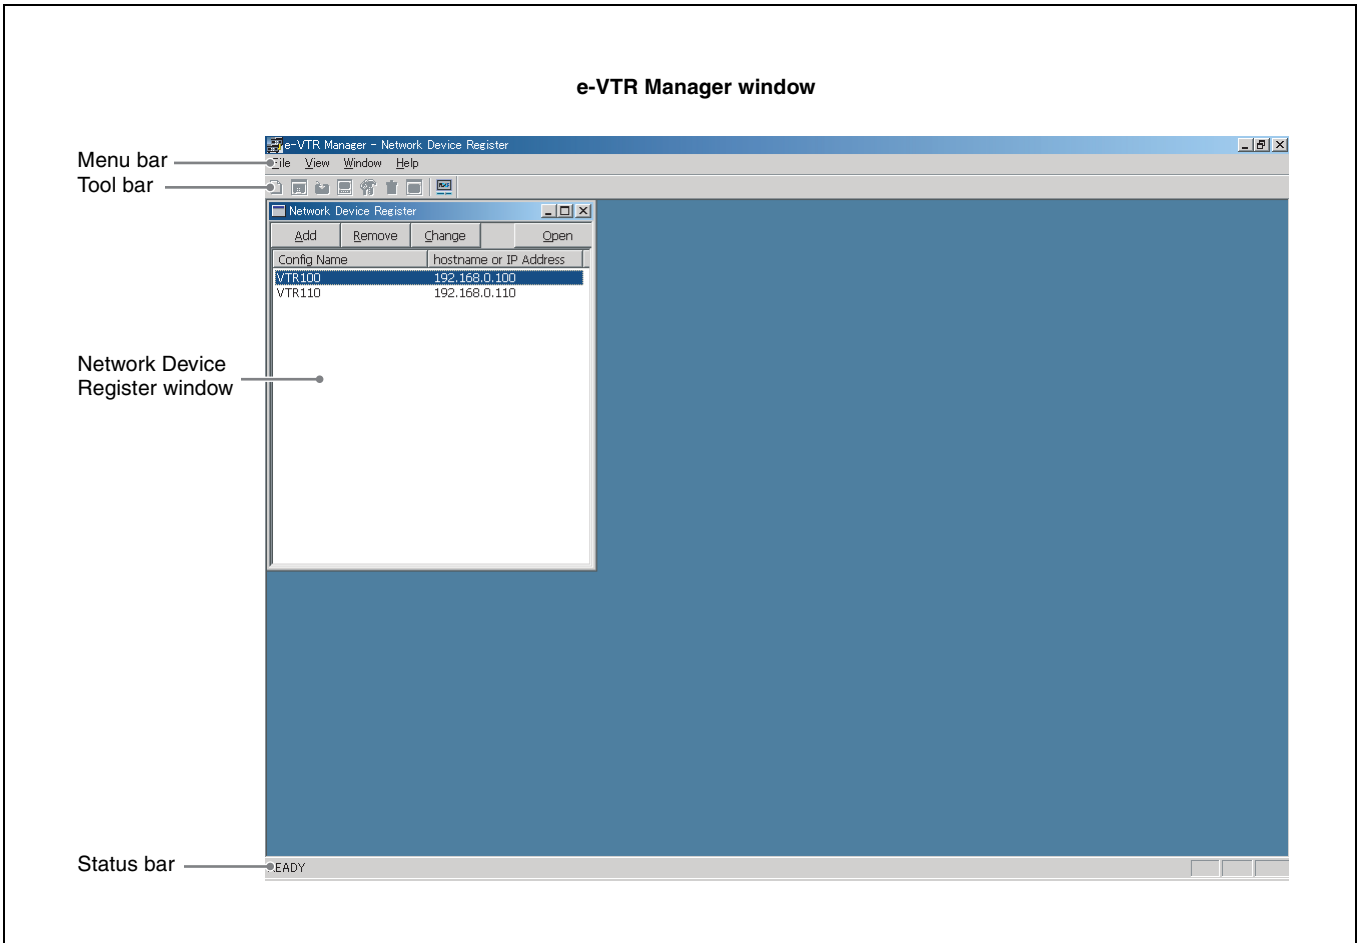 e-VTR Manager window
e-VTR Manager - Network Device Register
Menu bar
File View Window Help
Tool bar
Network Device Register
Add Remove Change Open
Config Name hostname or IP Address
VTR100 192.168.0.100
VTR110 192.168.0.110
Network Device
Register window
Status bar
READY